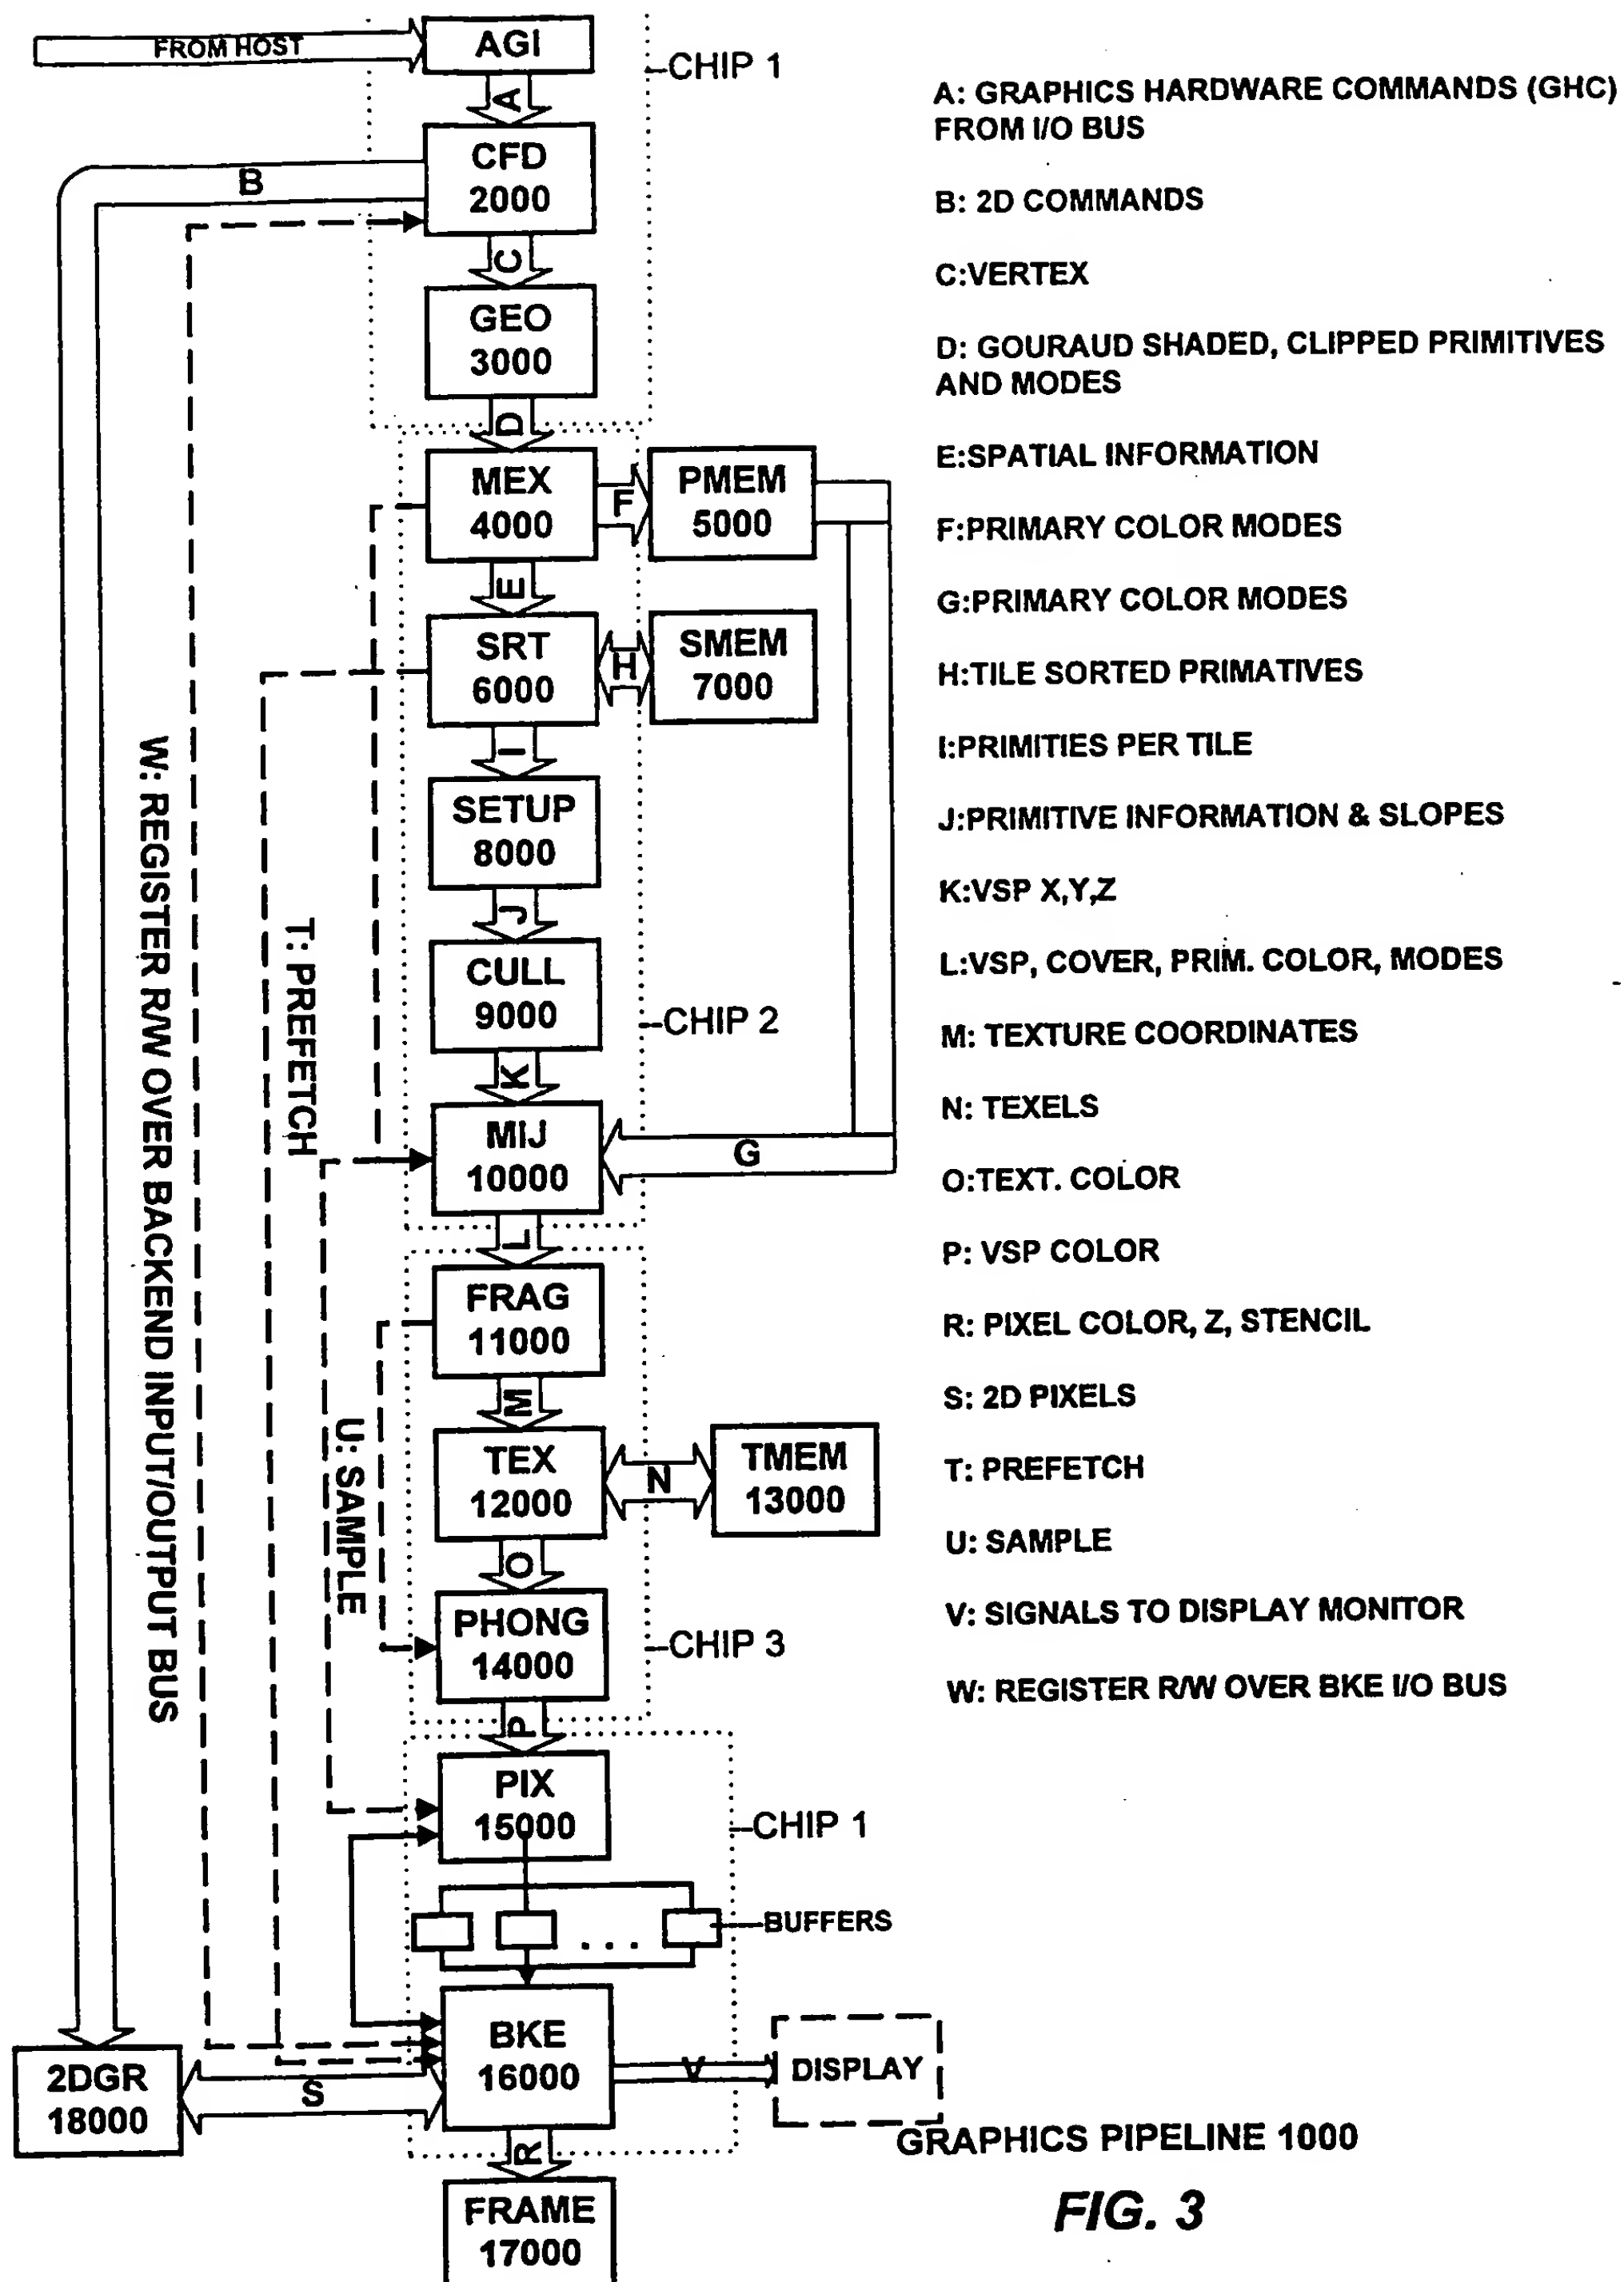 FROM HOST
AGI
CHIP 1
A
CFD
2000
B
C
GEO
3000
D
MEX
4000
F
PMEM
5000
E
SRT
6000
H
SMEM
7000
I
SETUP
8000
J
CULL
9000
CHIP 2
K
MIJ
10000
G
L
FRAG
11000
M
TEX
12000
N
TMEM
13000
O
PHONG
14000
CHIP 3
P
PIX
15000
CHIP 1
BUFFERS
. . .
BKE
16000
V
DISPLAY
2DGR
18000
S
R
FRAME
17000
W: REGISTER R/W OVER BACKEND INPUT/OUTPUT BUS
T: PREFETCH
U: SAMPLE
A: GRAPHICS HARDWARE COMMANDS (GHC)
FROM I/O BUS
B: 2D COMMANDS
C:VERTEX
D: GOURAUD SHADED, CLIPPED PRIMITIVES
AND MODES
E:SPATIAL INFORMATION
F:PRIMARY COLOR MODES
G:PRIMARY COLOR MODES
H:TILE SORTED PRIMATIVES
I:PRIMITIES PER TILE
J:PRIMITIVE INFORMATION & SLOPES
K:VSP X,Y,Z
L:VSP, COVER, PRIM. COLOR, MODES
M: TEXTURE COORDINATES
N: TEXELS
O:TEXT. COLOR
P: VSP COLOR
R: PIXEL COLOR, Z, STENCIL
S: 2D PIXELS
T: PREFETCH
U: SAMPLE
V: SIGNALS TO DISPLAY MONITOR
W: REGISTER R/W OVER BKE I/O BUS
GRAPHICS PIPELINE 1000
FIG. 3